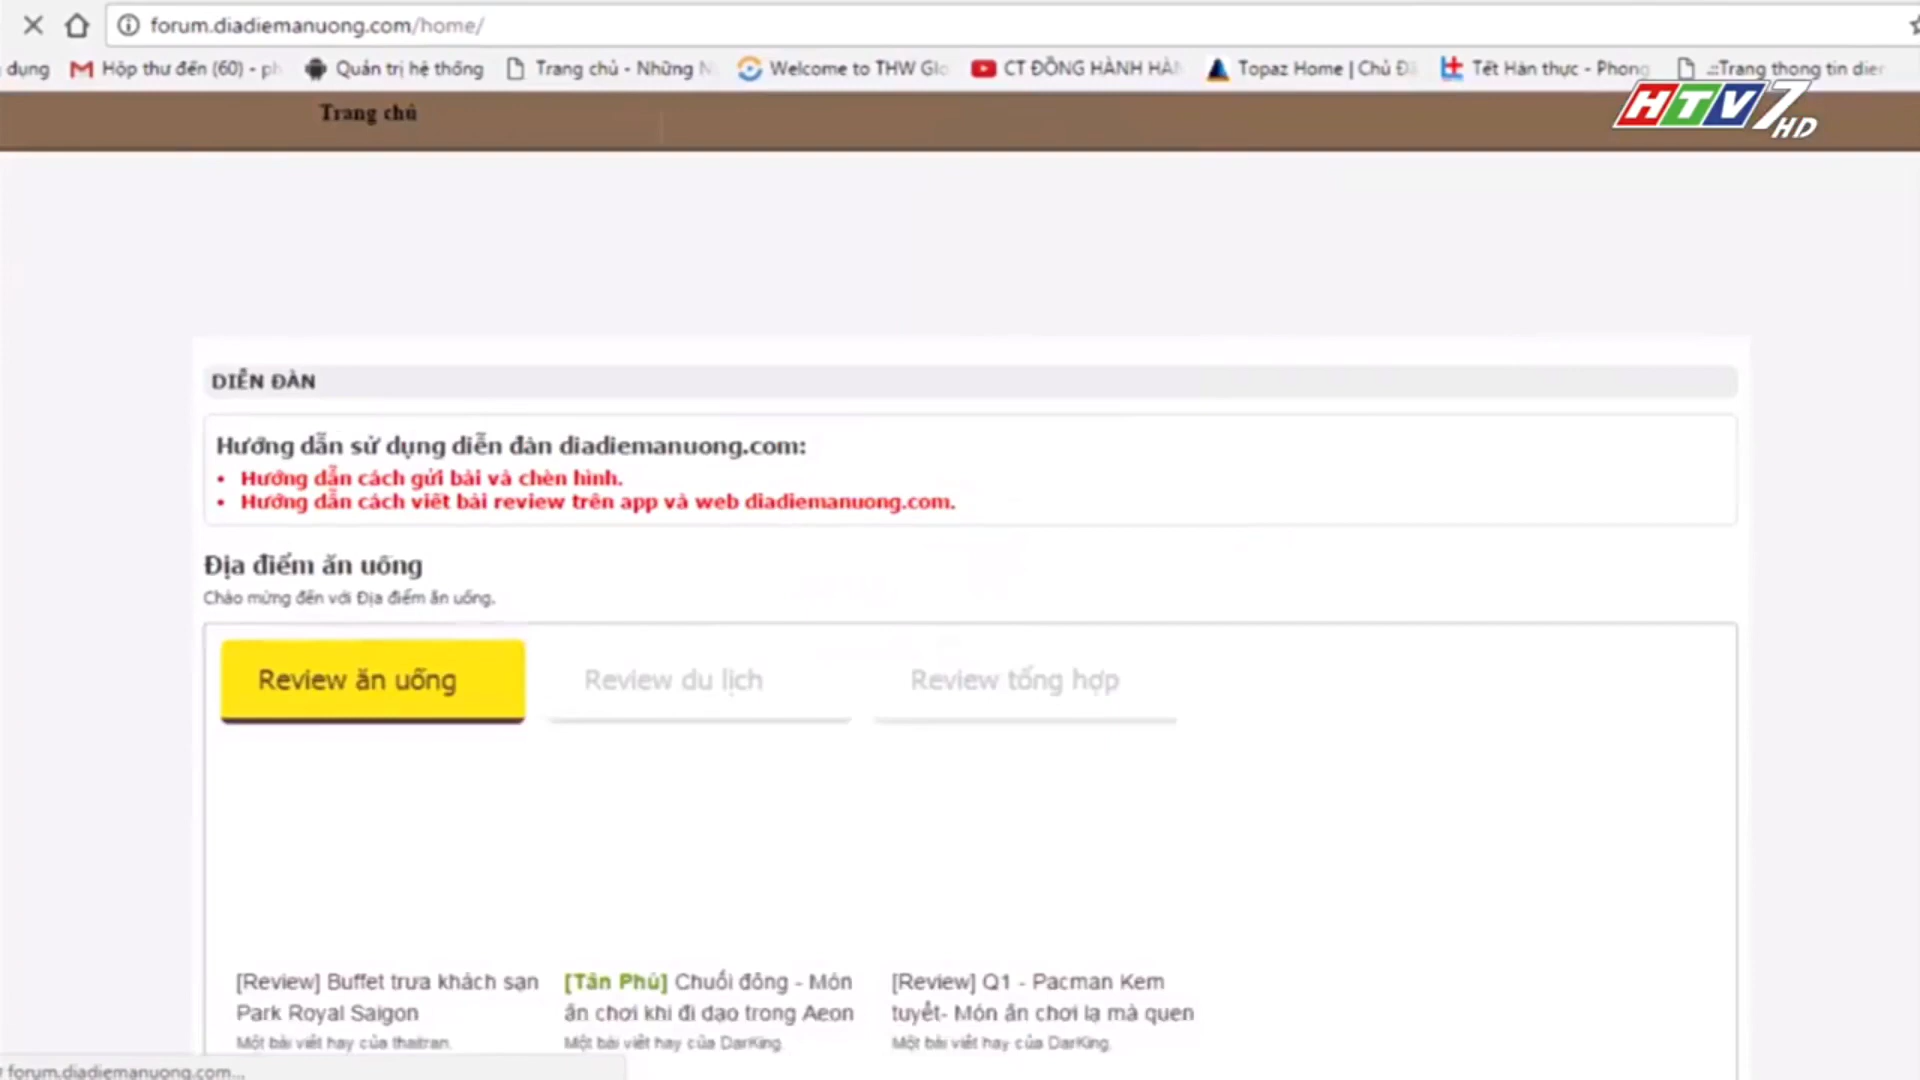 forum.diadiemanuong.com/home/
dụng Hộp thư đến (60) - ph Quản trị hệ thống Trang chủ - Những N Welcome to THW Glo CT ĐỒNG HÀNH HÀN Topaz Home | Chủ Đầ Tết Hàn thực - Phong .::Trang thong tin dien
Trang chủ
HTV7 HD
DIỄN ĐÀN
Hướng dẫn sử dụng diễn đàn diadiemanuong.com:
• Hướng dẫn cách gửi bài và chèn hình.
• Hướng dẫn cách viết bài review trên app và web diadiemanuong.com.
Địa điểm ăn uống
Chào mừng đến với Địa điểm ăn uống.
Review ăn uống Review du lịch Review tổng hợp
[Review] Buffet trưa khách sạn
Park Royal Saigon
Một bài viết hay của thaitran.
[Tân Phú] Chuối đông - Món
ăn chơi khi đi dạo trong Aeon
Một bài viết hay của DarKing.
[Review] Q1 - Pacman Kem
tuyết- Món ăn chơi lạ mà quen
Một bài viết hay của DarKing.
forum.diadiemanuong.com...